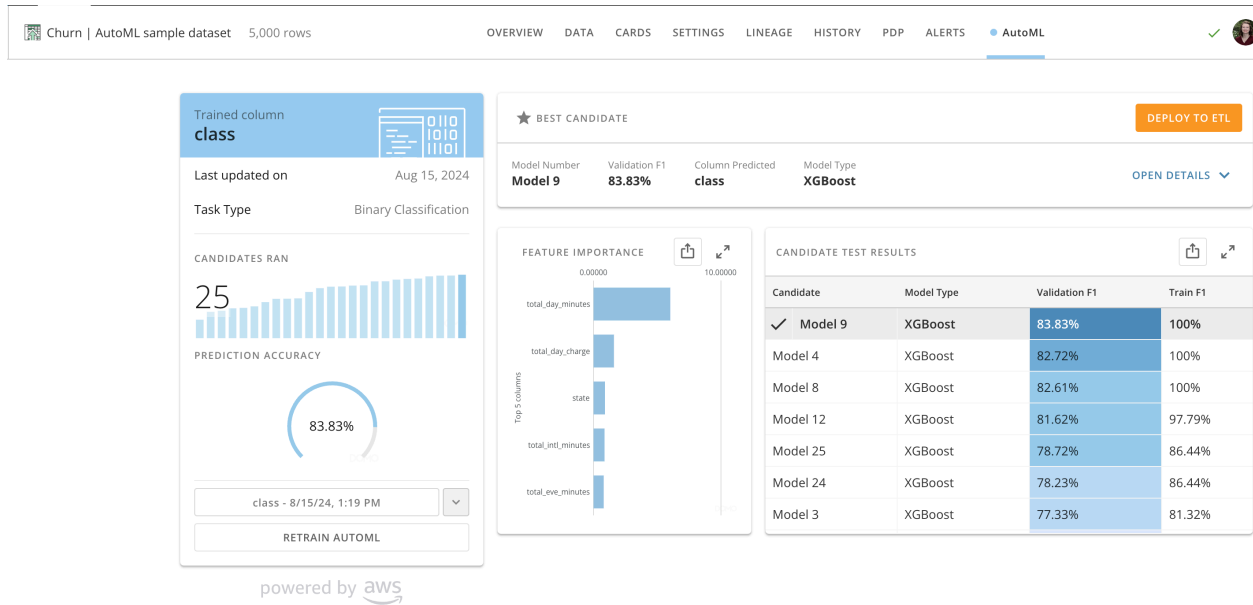 Churn | AutoML sample dataset 5,000 rows OVERVIEW DATA CARDS SETTINGS LINEAGE HISTORY PDP ALERTS AutoML
Trained column
class
0110
1010
11101
Last updated on Aug 15, 2024
Task Type Binary Classification
CANDIDATES RAN
25
PREDICTION ACCURACY
83.83%
class - 8/15/24, 1:19 PM
RETRAIN AUTOML
powered by aws
BEST CANDIDATE DEPLOY TO ETL
Model Number Validation F1 Column Predicted Model Type
Model 9 83.83% class XGBoost
OPEN DETAILS
FEATURE IMPORTANCE
0.00000 10.00000
Top 5 columns
total_day_minutes
total_day_charge
state
total_intl_minutes
total_eve_minutes
CANDIDATE TEST RESULTS
Candidate Model Type Validation F1 Train F1
Model 9 XGBoost 83.83% 100%
Model 4 XGBoost 82.72% 100%
Model 8 XGBoost 82.61% 100%
Model 12 XGBoost 81.62% 97.79%
Model 25 XGBoost 78.72% 86.44%
Model 24 XGBoost 78.23% 86.44%
Model 3 XGBoost 77.33% 81.32%